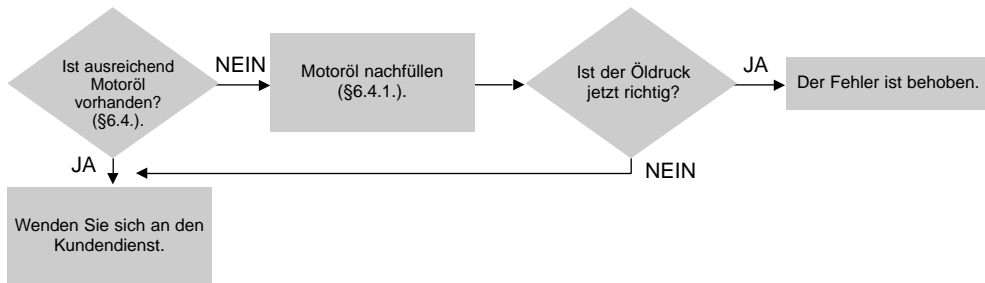 Ist ausreichend
Motoröl
vorhanden?
(§6.4.).
NEIN
Motoröl nachfüllen
(§6.4.1.).
Ist der Öldruck
jetzt richtig?
JA
Der Fehler ist behoben.
JA
NEIN
Wenden Sie sich an den
Kundendienst.